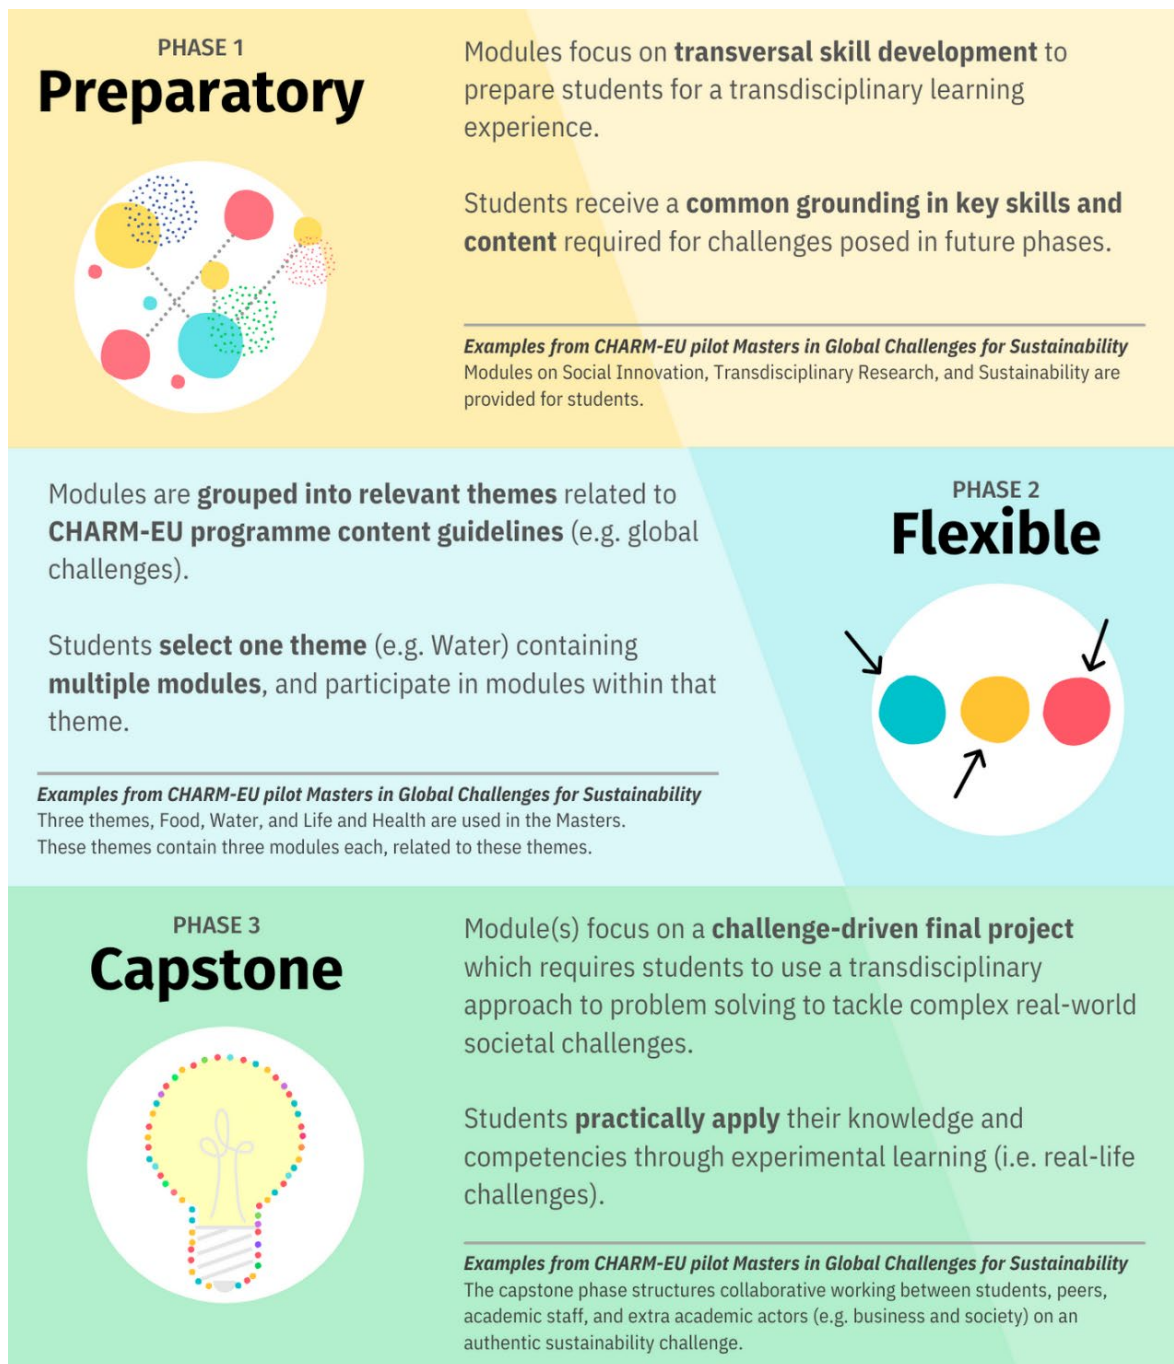 PHASE 1
Preparatory
Modules focus on transversal skill development to
prepare students for a transdisciplinary learning
experience.
Students receive a common grounding in key skills and
content required for challenges posed in future phases.
Examples from CHARM-EU pilot Masters in Global Challenges for Sustainability
Modules on Social Innovation, Transdisciplinary Research, and Sustainability are
provided for students.
PHASE 2
Flexible
Modules are grouped into relevant themes related to
CHARM-EU programme content guidelines (e.g. global
challenges).
Students select one theme (e.g. Water) containing
multiple modules, and participate in modules within that
theme.
Examples from CHARM-EU pilot Masters in Global Challenges for Sustainability
Three themes, Food, Water, and Life and Health are used in the Masters.
These themes contain three modules each, related to these themes.
PHASE 3
Capstone
Module(s) focus on a challenge-driven final project
which requires students to use a transdisciplinary
approach to problem solving to tackle complex real-world
societal challenges.
Students practically apply their knowledge and
competencies through experimental learning (i.e. real-life
challenges).
Examples from CHARM-EU pilot Masters in Global Challenges for Sustainability
The capstone phase structures collaborative working between students, peers,
academic staff, and extra academic actors (e.g. business and society) on an
authentic sustainability challenge.